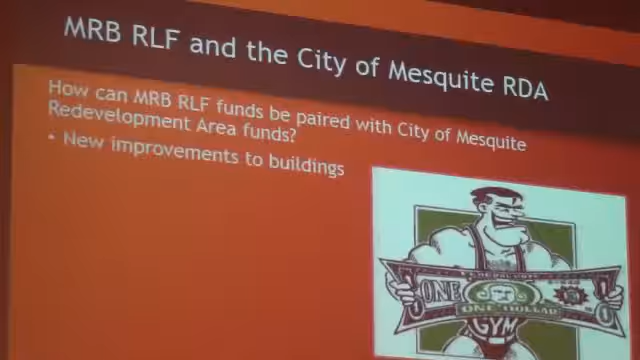 MRB RLF and the City of Mesquite RDA
How can MRB RLF funds be paired with City of Mesquite
Redevelopment Area funds?
• New improvements to buildings
ONE
ONE DOLLAR
GYM